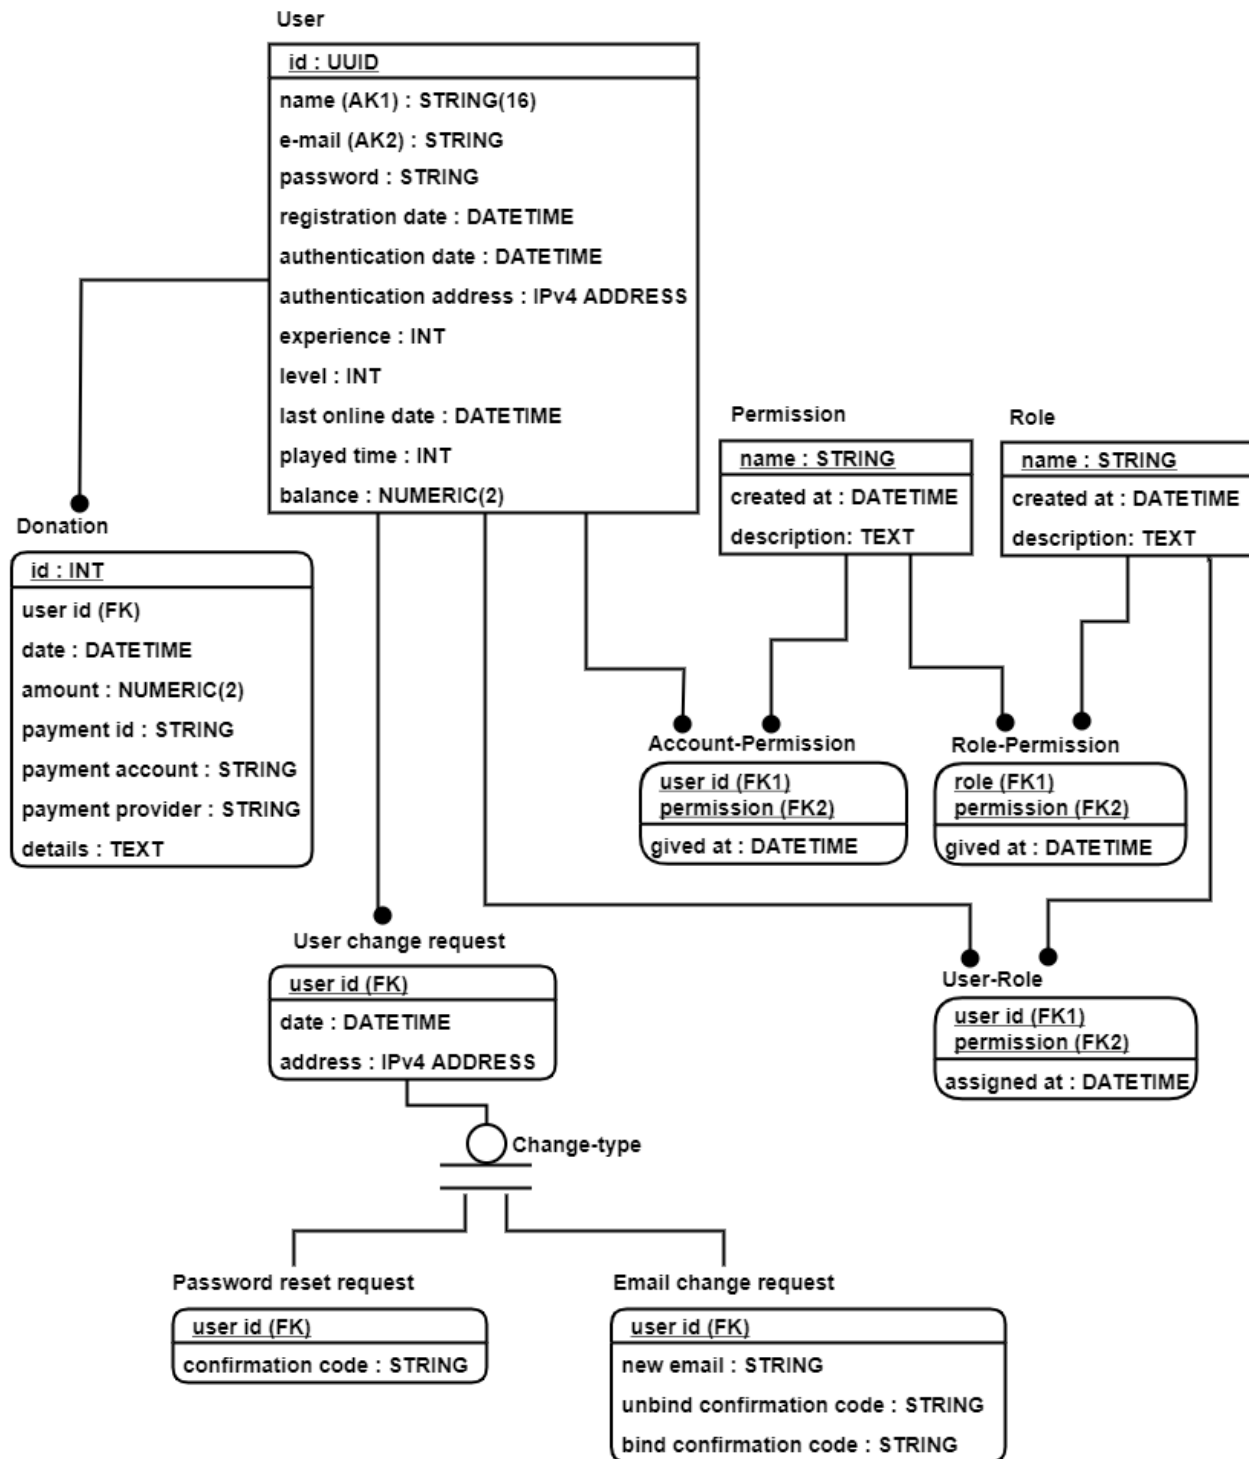 User
id : UUID
name (AK1) : STRING(16)
e-mail (AK2) : STRING
password : STRING
registration date : DATETIME
authentication date : DATETIME
authentication address : IPv4 ADDRESS
experience : INT
level : INT
last online date : DATETIME
played time : INT
balance : NUMERIC(2)
Permission
name : STRING
created at : DATETIME
description: TEXT
Role
name : STRING
created at : DATETIME
description : TEXT
Donation
id : INT
user id (FK)
date : DATETIME
amount : NUMERIC(2)
payment id : STRING
payment account : STRING
payment provider : STRING
details : TEXT
Account-Permission
user id (FK1)
permission (FK2)
gived at : DATETIME
Role-Permission
role (FK1)
permission (FK2)
gived at : DATETIME
User change request
user id (FK)
date : DATETIME
address : IPv4 ADDRESS
User-Role
user id (FK1)
permission (FK2)
assigned at : DATETIME
Change-type
Password reset request
user id (FK)
confirmation code : STRING
Email change request
user id (FK)
new email : STRING
unbind confirmation code : STRING
bind confirmation code : STRING